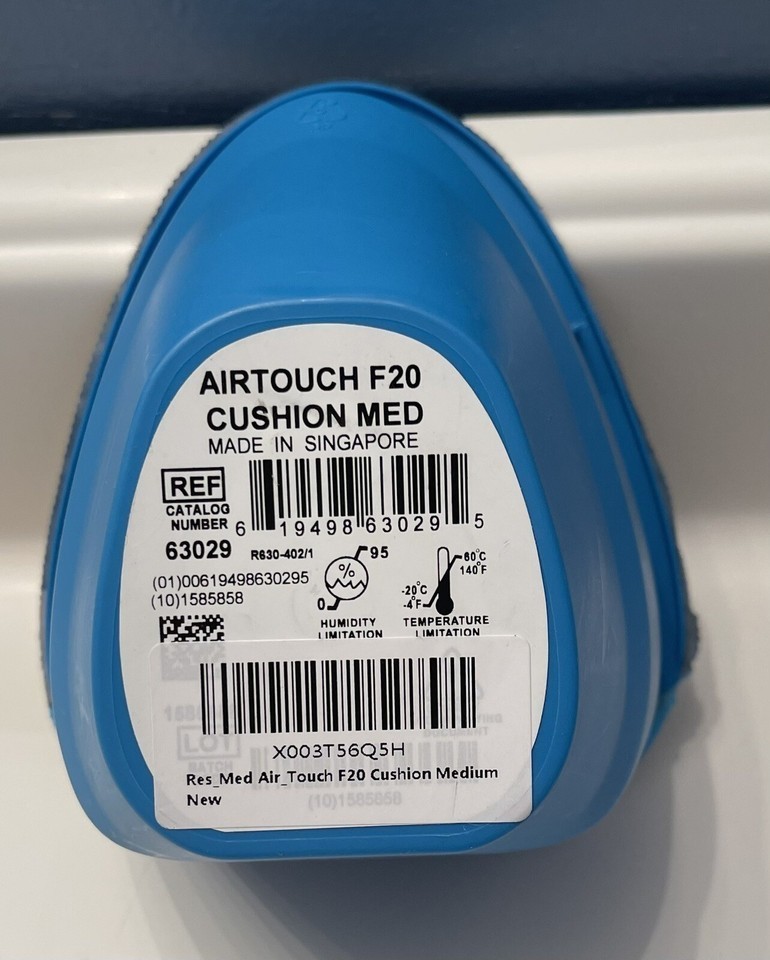 AIRTOUCH F20
CUSHION MED
MADE IN SINGAPORE
REF
CATALOG
NUMBER
63029
6 19498 63029 5
R630-402/1
(01)00619498630295
(10)1585858
% 95
0
HUMIDITY
LIMITATION
60°C
140°F
-20°C
-4°F
TEMPERATURE
LIMITATION
LOT
BATCH
DOCUMENT
X003T56Q5H
Res_Med Air_Touch F20 Cushion Medium
New
(10)1585858